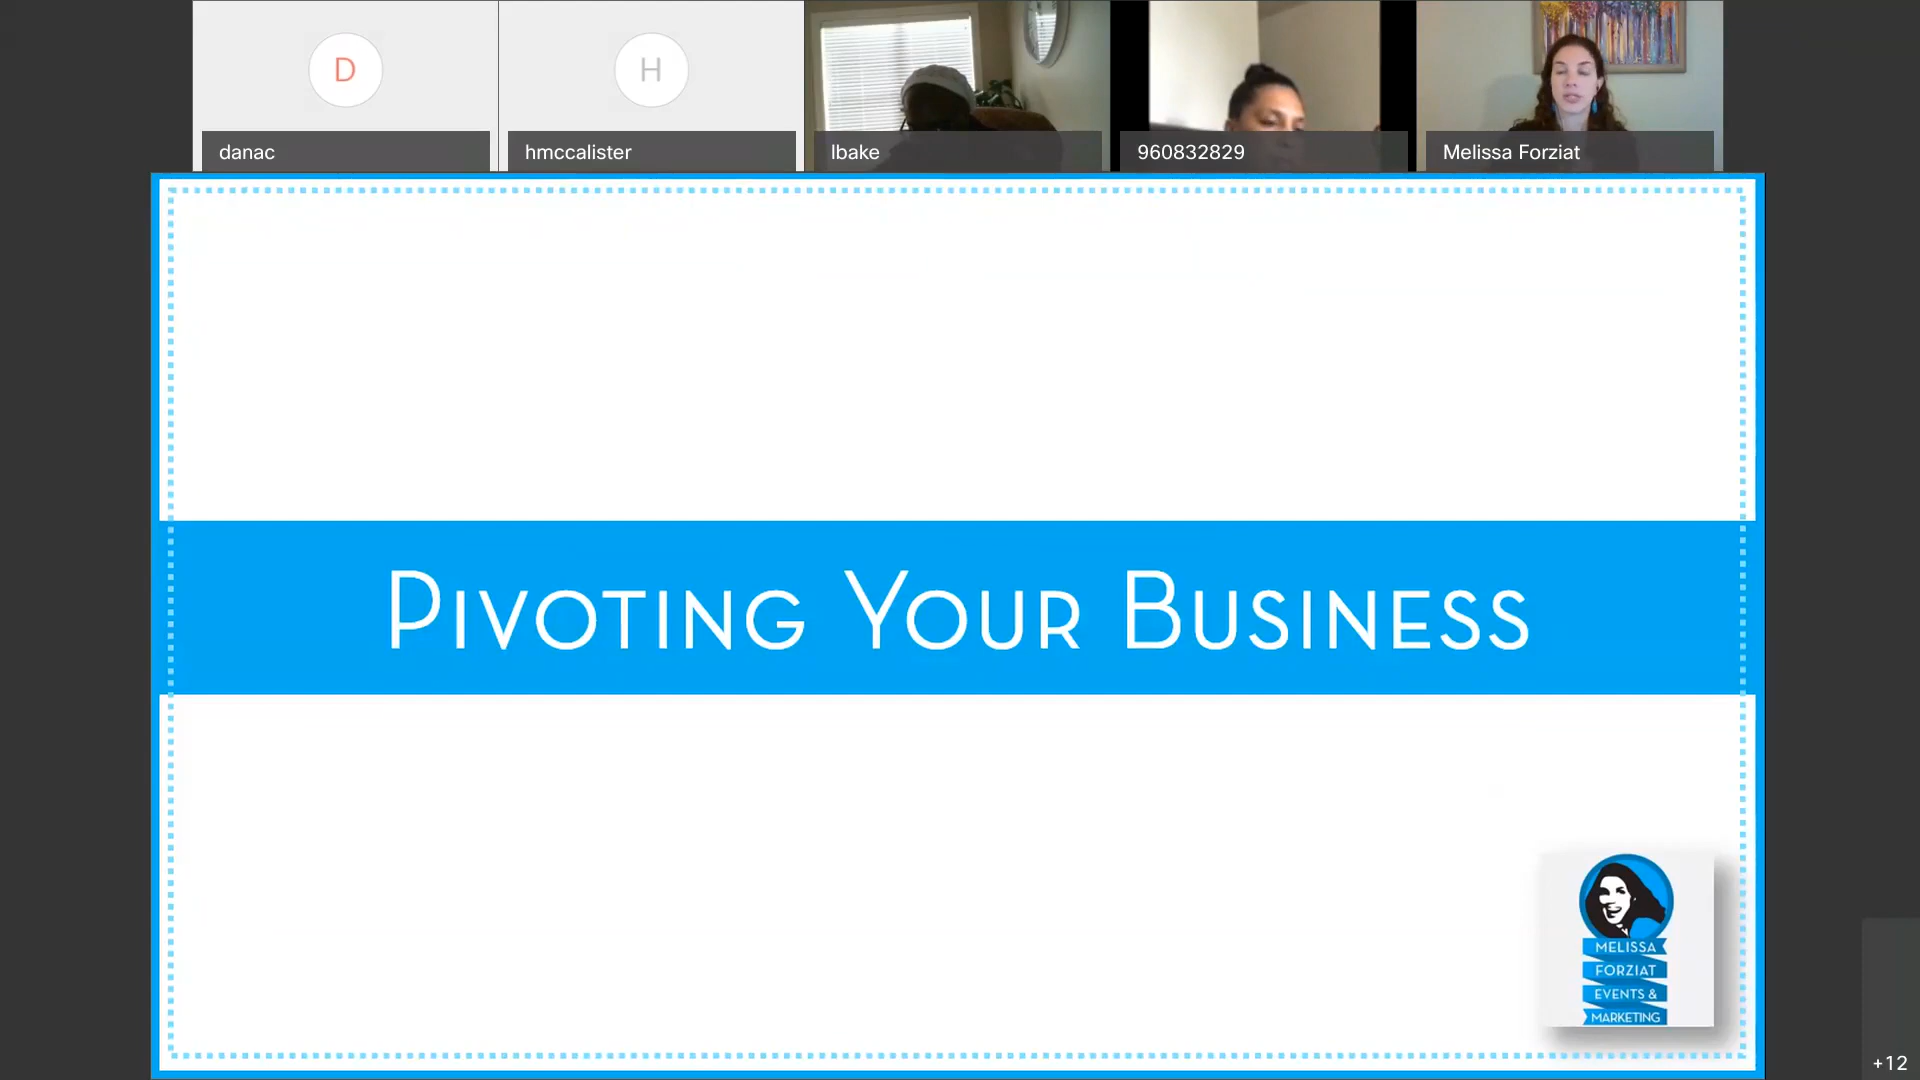 D
H
danac
hmccalister
lbake
960832829
Melissa Forziat
Pivoting Your Business
MELISSA
FORZIAT
EVENTS &
MARKETING
+12